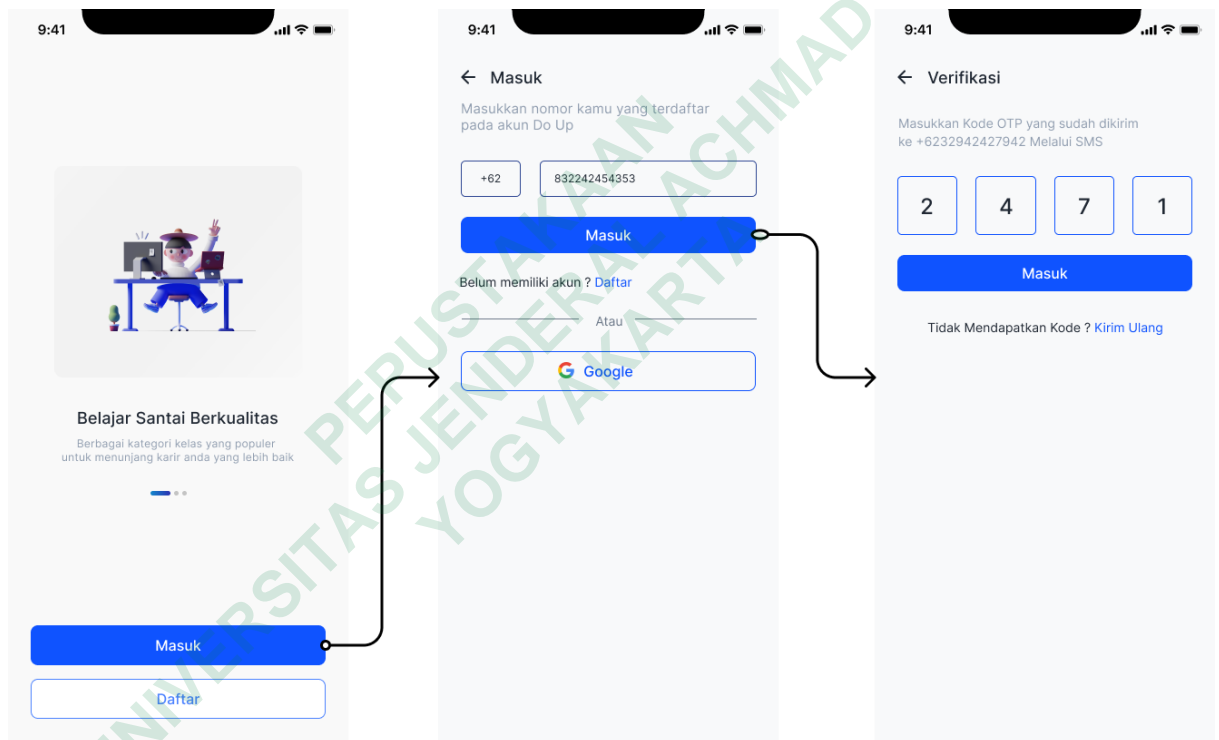 9:41
Belajar Santai Berkualitas
Berbagai kategori kelas yang populer
untuk menunjang karir anda yang lebih baik
Masuk
Daftar
9:41
Masuk
Masukkan nomor kamu yang terdaftar
pada akun Do Up
+62
832242454353
Masuk
Belum memiliki akun ? Daftar
Atau
Google
9:41
Verifikasi
Masukkan Kode OTP yang sudah dikirim
ke +6232942427942 Melalui SMS
2 4 7 1
Masuk
Tidak Mendapatkan Kode ? Kirim Ulang
PERUSTAKAAN
UNIVERSITAS JENDERAL ACHMAD
YOGYAKARTA